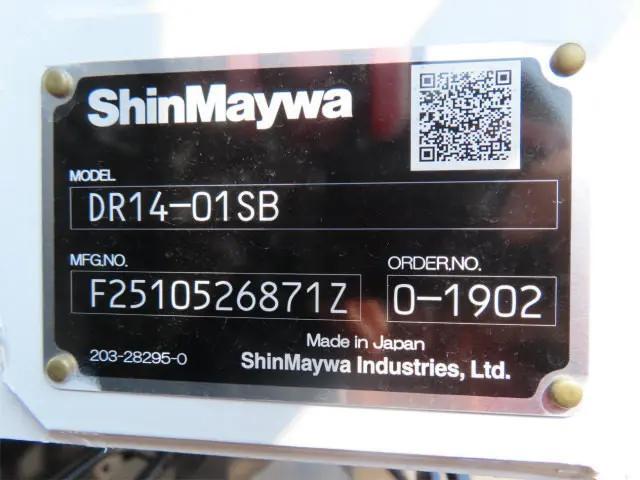 ShinMaywa
MODEL
DR14-01SB
MFG.NO. ORDER.NO.
F2510526871Z 0-1902
Made in Japan
203-28295-0 ShinMaywa Industries, Ltd.